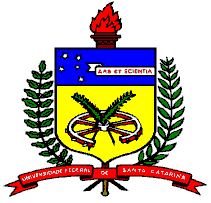 ARS ET SCIENTIA
UNIVERSIDADE FEDERAL DE SANTA CATARINA